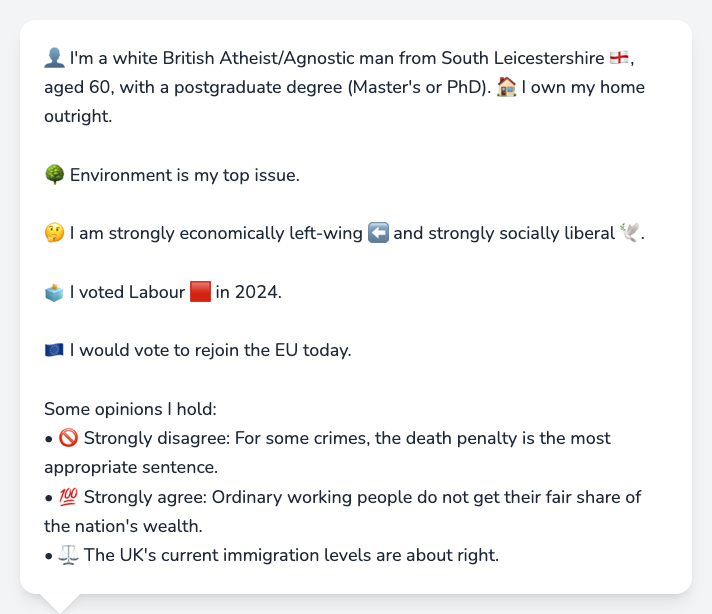 👤 I'm a white British Atheist/Agnostic man from South Leicestershire 🏴󠁧󠁢󠁥󠁮󠁧󠁿,
aged 60, with a postgraduate degree (Master's or PhD). 🏠 I own my home
outright.
🌳 Environment is my top issue.
🤔 I am strongly economically left-wing ⬅️ and strongly socially liberal 🕊️.
🗳️ I voted Labour 🟥 in 2024.
🇪🇺 I would vote to rejoin the EU today.
Some opinions I hold:
• 🚫 Strongly disagree: For some crimes, the death penalty is the most
appropriate sentence.
• 💯 Strongly agree: Ordinary working people do not get their fair share of
the nation's wealth.
• ⚖️ The UK's current immigration levels are about right.